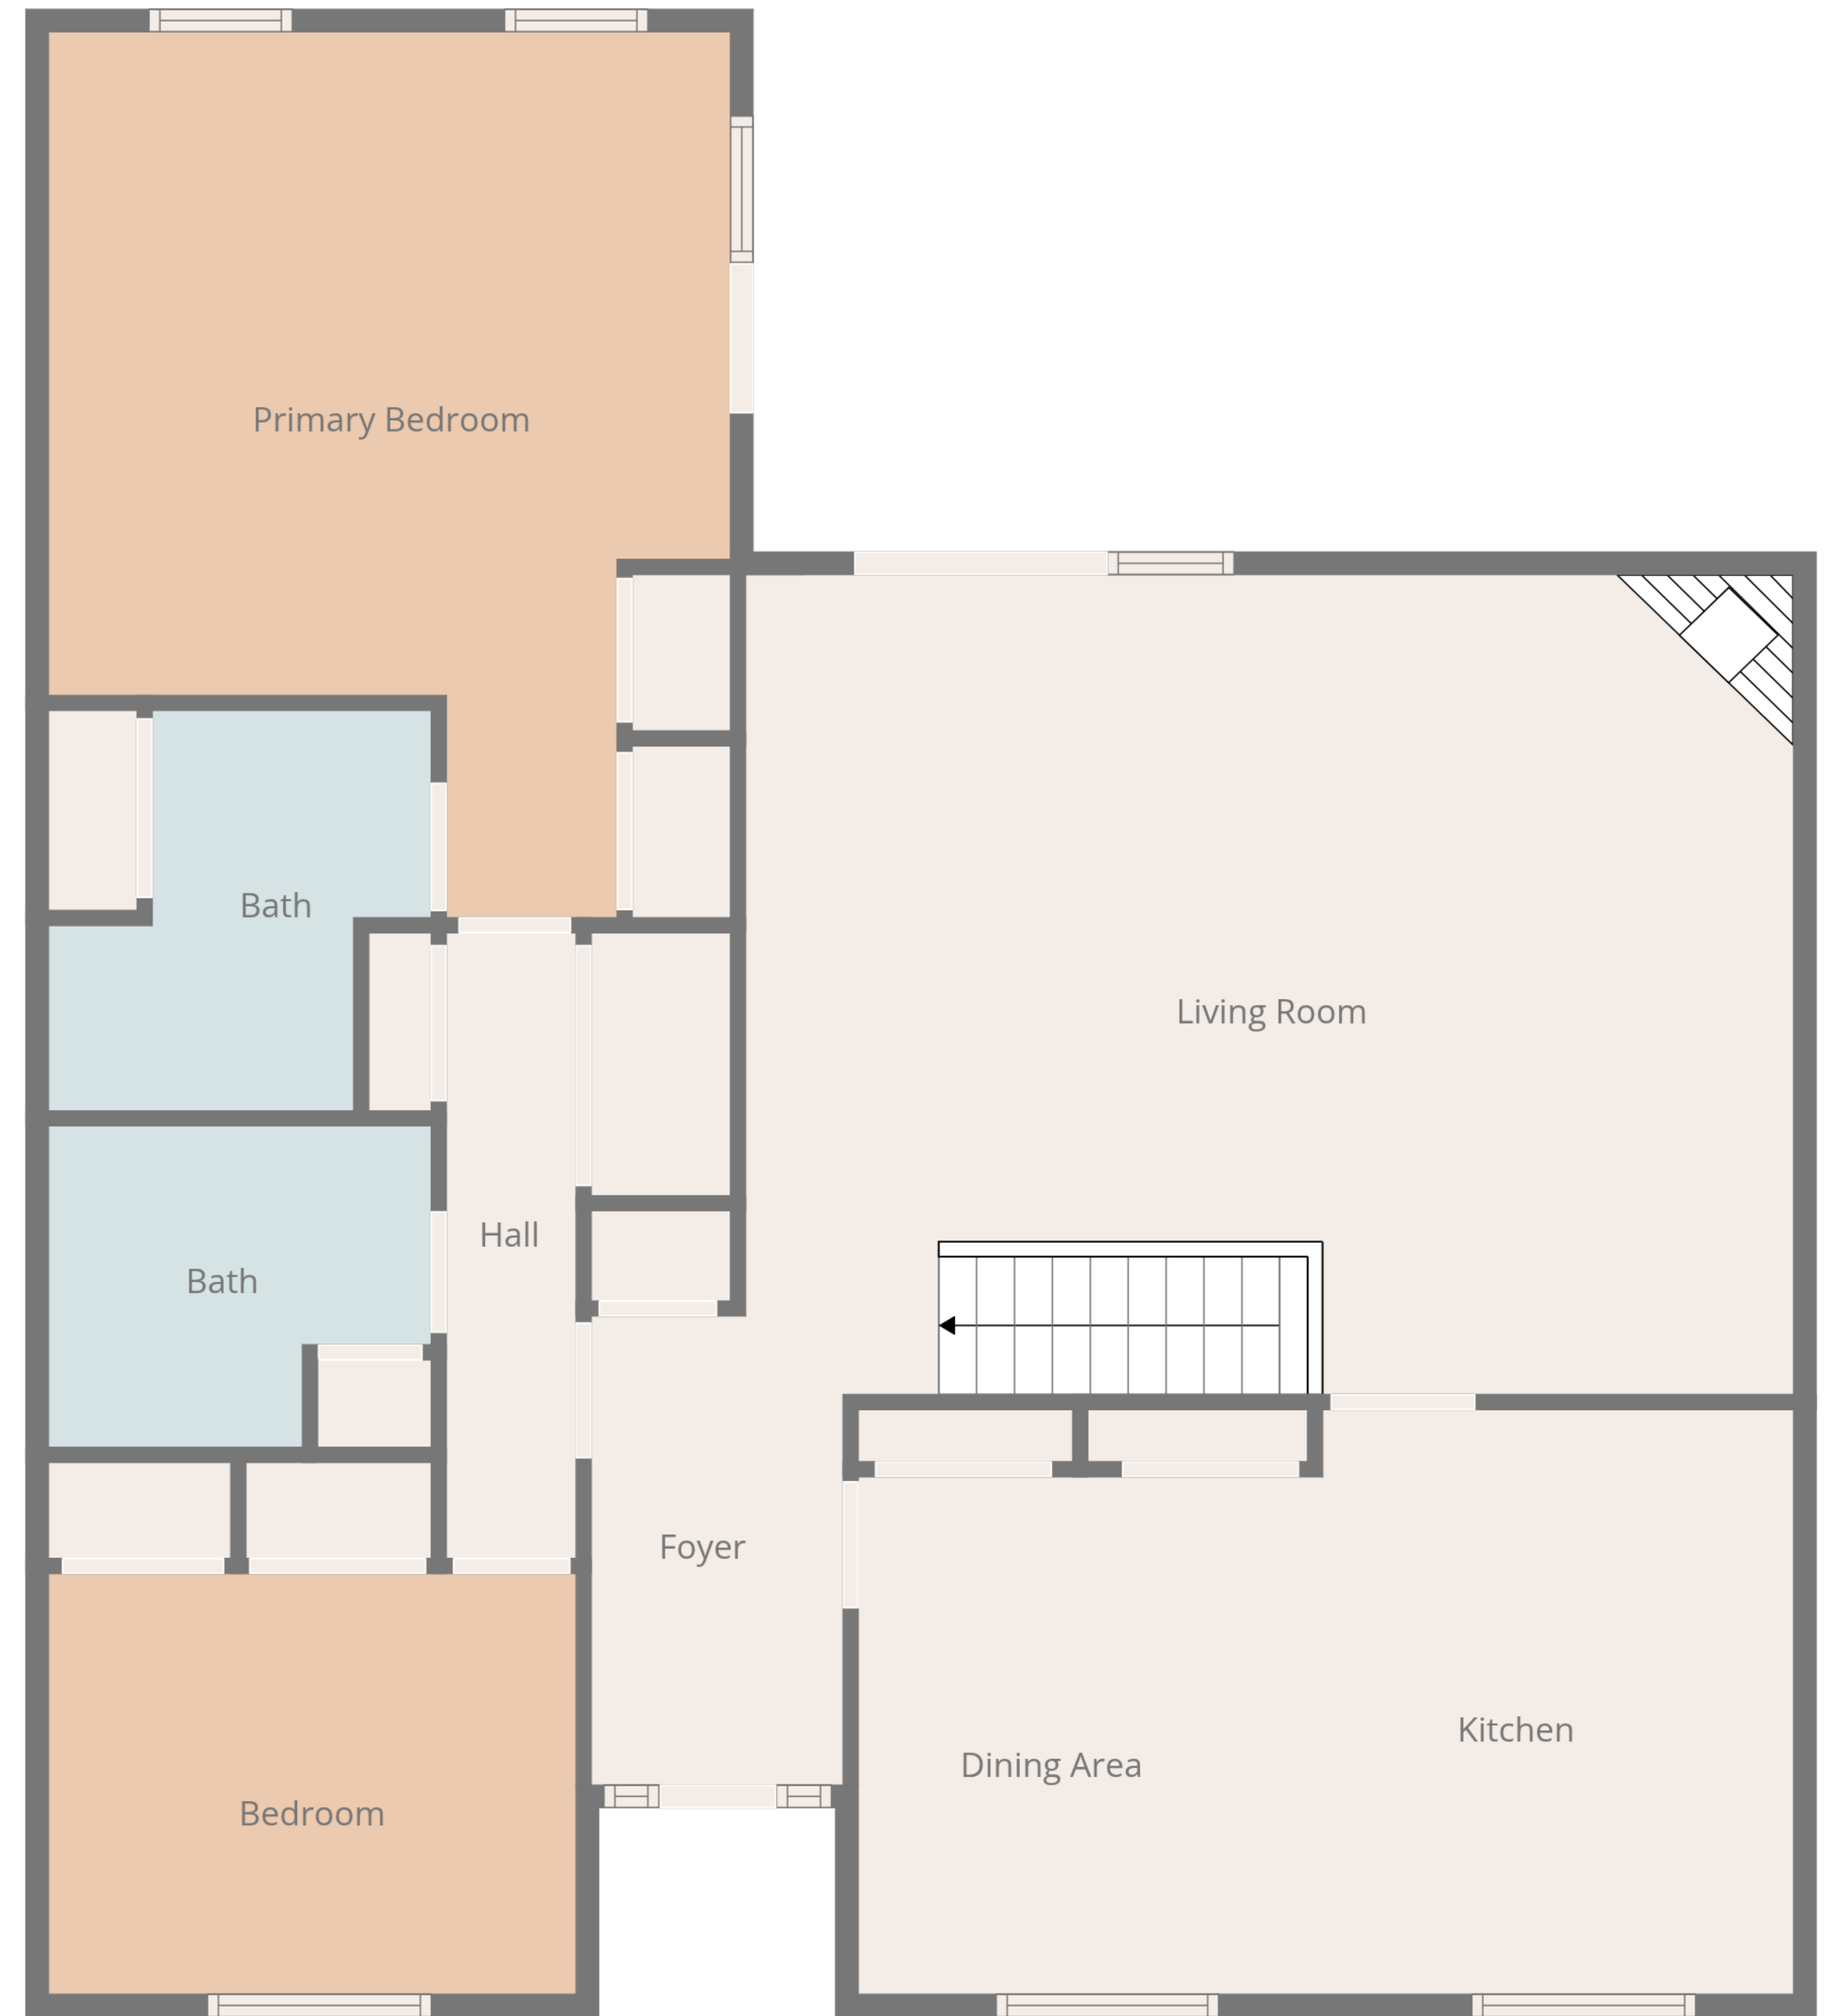 Primary Bedroom
Bath
Living Room
Hall
Bath
Foyer
Kitchen
Dining Area
Bedroom